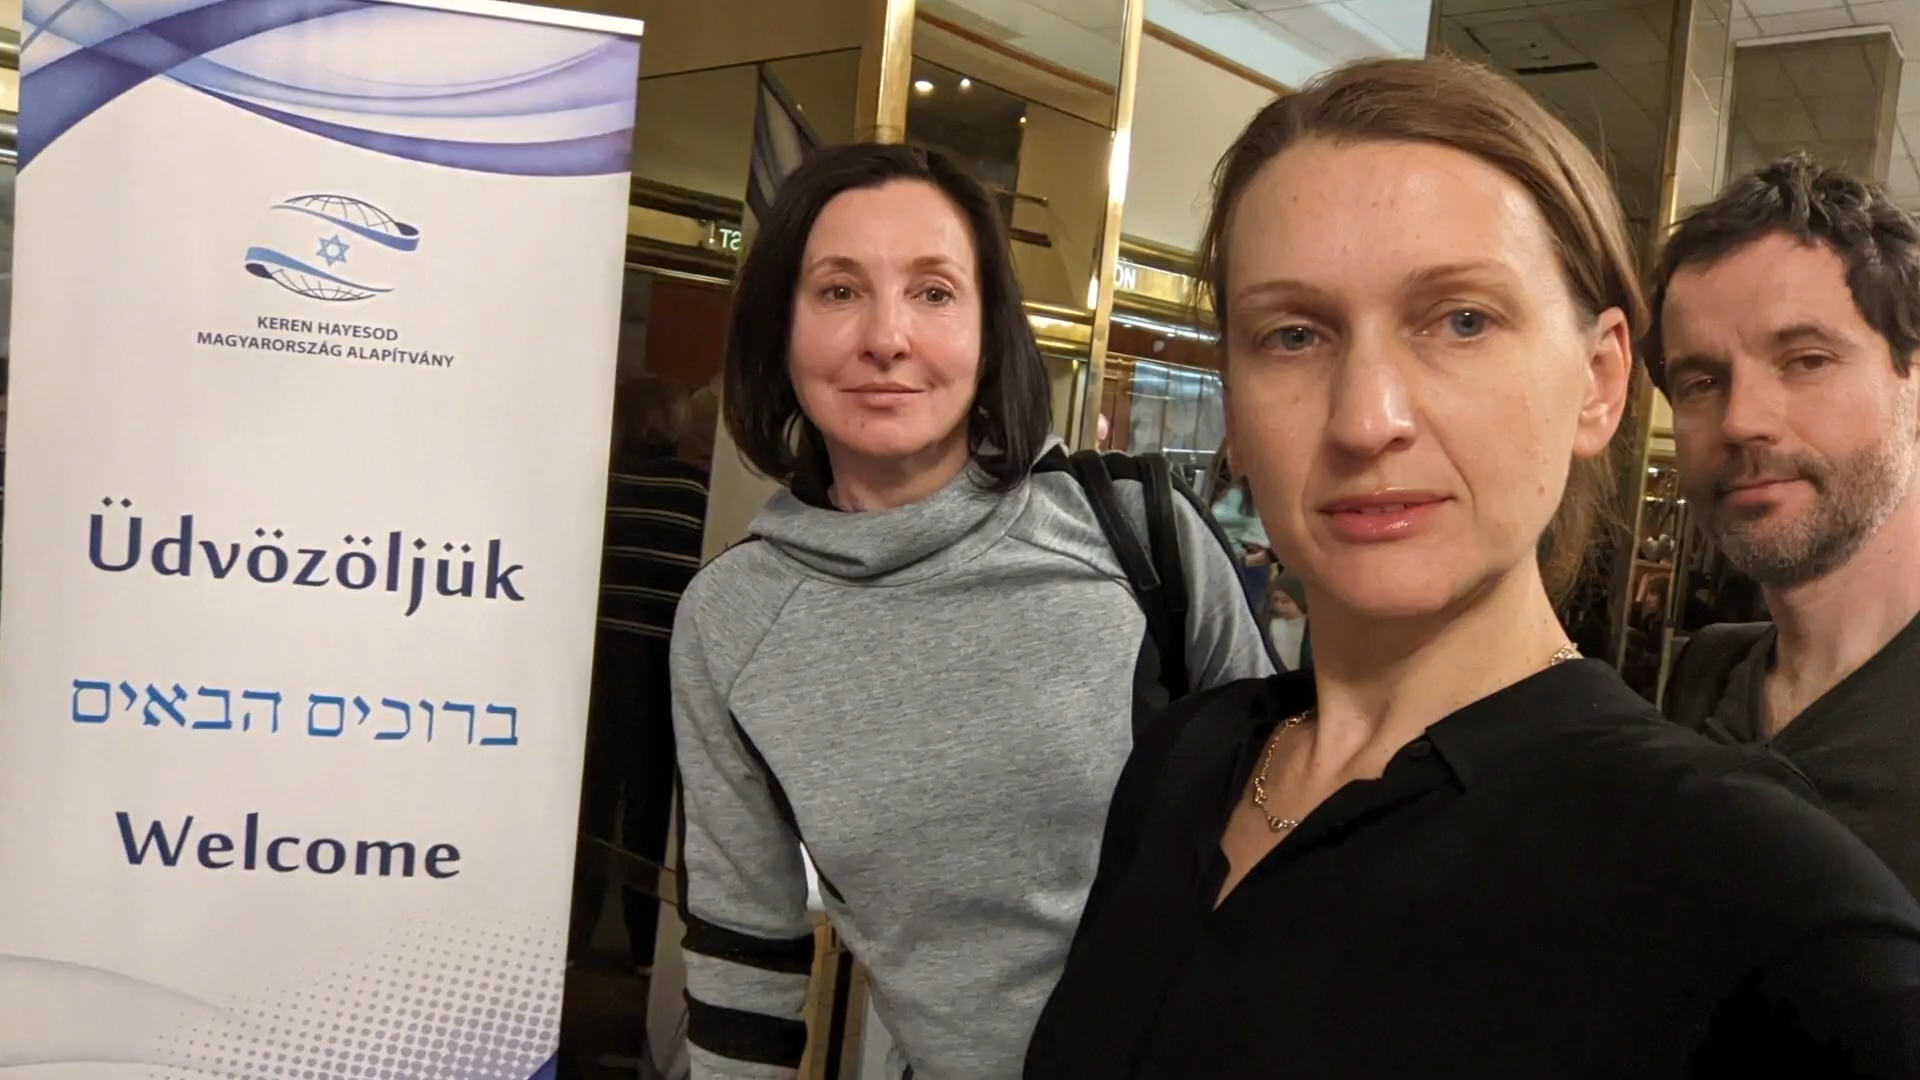 KEREN HAYESOD
MAGYARORSZÁG ALAPÍTVÁNY
Üdvözöljük
ברוכים הבאים
Welcome